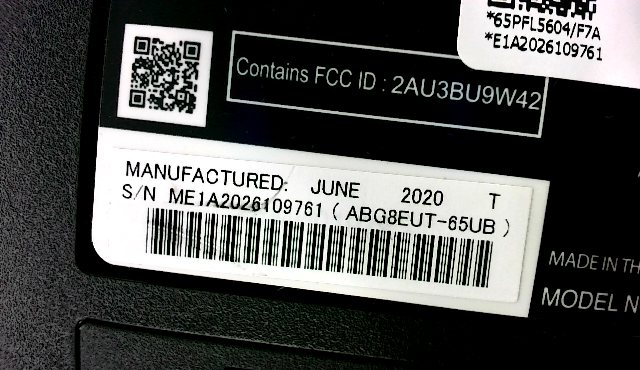 *65PFL5604/F7A
*E1A2026109761
Contains FCC ID : 2AU3BU9W42
MANUFACTURED: JUNE 2020 T
S/N ME1A2026109761 ( ABG8EUT-65UB )
MADE IN TH
MODEL N